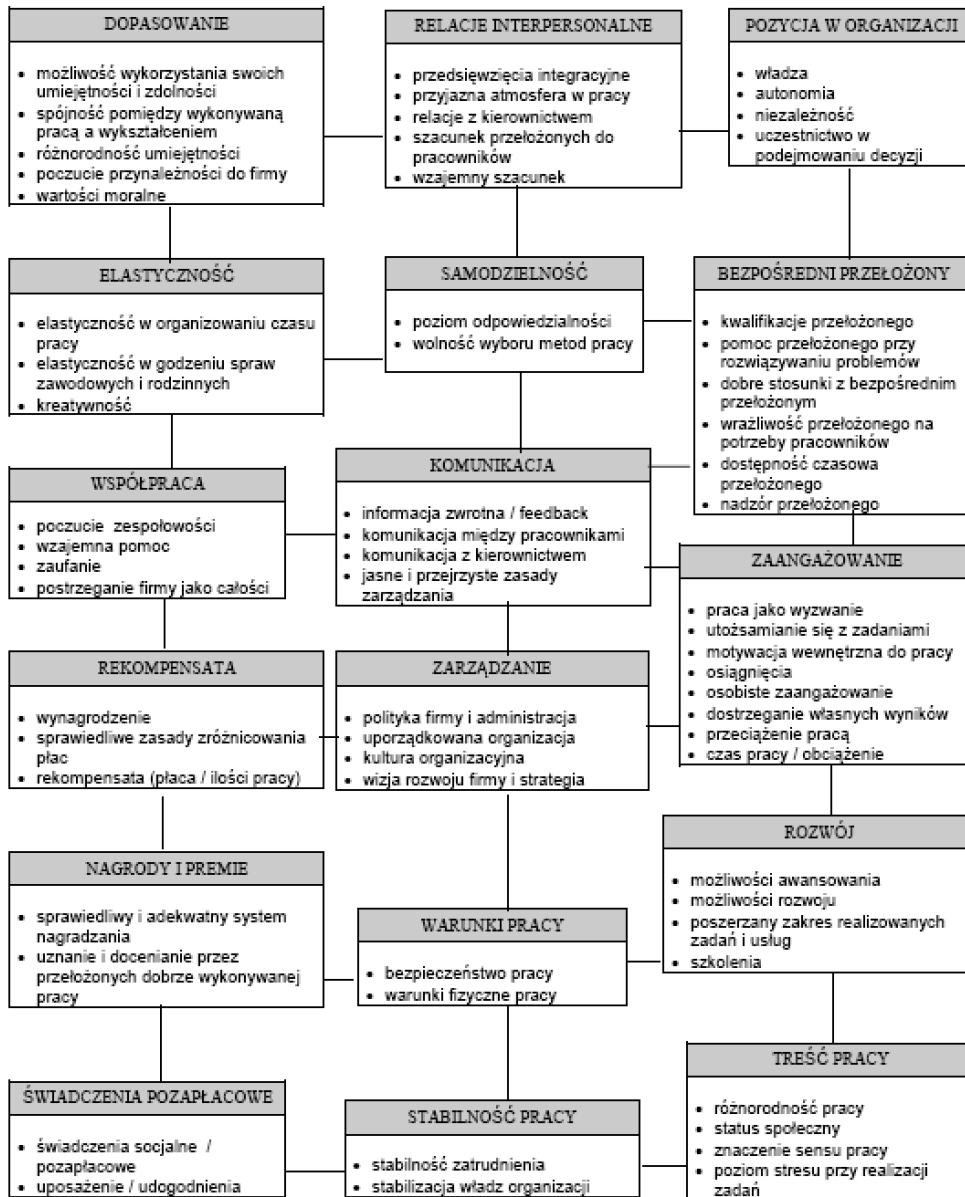 DOPASOWANIE
• możliwość wykorzystania swoich
umiejętności i zdolności
• spójność pomiędzy wykonywaną
pracą a wykształceniem
• różnorodność umiejętności
• poczucie przynależności do firmy
• wartości moralne
RELACJE INTERPERSONALNE
• przedsięwzięcia integracyjne
• przyjazna atmosfera w pracy
• relacje z kierownictwem
• szacunek przełożonych do
pracowników
• wzajemny szacunek
POZYCJA W ORGANIZACJI
• władza
• autonomia
• niezależność
• uczestnictwo w
podejmowaniu decyzji
ELASTYCZNOŚĆ
• elastyczność w organizowaniu czasu
pracy
• elastyczność w godzeniu spraw
zawodowych i rodzinnych
• kreatywność
SAMODZIELNOŚĆ
• poziom odpowiedzialności
• wolność wyboru metod pracy
BEZPOŚREDNI PRZEŁOŻONY
• kwalifikacje przełożonego
• pomoc przełożonego przy
rozwiązywaniu problemów
• dobre stosunki z bezpośrednim
przełożonym
• wrażliwość przełożonego na
potrzeby pracowników
• dostępność czasowa
przełożonego
• nadzór przełożonego
WSPÓŁPRACA
• poczucie zespołowości
• wzajemna pomoc
• zaufanie
• postrzeganie firmy jako całości
KOMUNIKACJA
• informacja zwrotna / feedback
• komunikacja między pracownikami
• komunikacja z kierownictwem
• jasne i przejrzyste zasady
zarządzania
ZAANGAŻOWANIE
• praca jako wyzwanie
• utożsamianie się z zadaniami
• motywacja wewnętrzna do pracy
• osiągnięcia
• osobiste zaangażowanie
• dostrzeganie własnych wyników
• przeciążenie pracą
• czas pracy / obciążenie
REKOMPENSATA
• wynagrodzenie
• sprawiedliwe zasady zróżnicowania
płac
• rekompensata (płaca / ilości pracy)
ZARZĄDZANIE
• polityka firmy i administracja
• uporządkowana organizacja
• kultura organizacyjna
• wizja rozwoju firmy i strategia
ROZWÓJ
• możliwości awansowania
• możliwości rozwoju
• poszerzany zakres realizowanych
zadań i usług
• szkolenia
NAGRODY I PREMIE
• sprawiedliwy i adekwatny system
nagradzania
• uznanie i docenianie przez
przełożonych dobrze wykonywanej
pracy
WARUNKI PRACY
• bezpieczeństwo pracy
• warunki fizyczne pracy
TREŚĆ PRACY
• różnorodność pracy
• status społeczny
• znaczenie sensu pracy
• poziom stresu przy realizacji
zadań
ŚWIADCZENIA POZAPŁACOWE
• świadczenia socjalne /
pozapłacowe
• uposażenie / udogodnienia
STABILNOŚĆ PRACY
• stabilność zatrudnienia
• stabilizacja władz organizacji